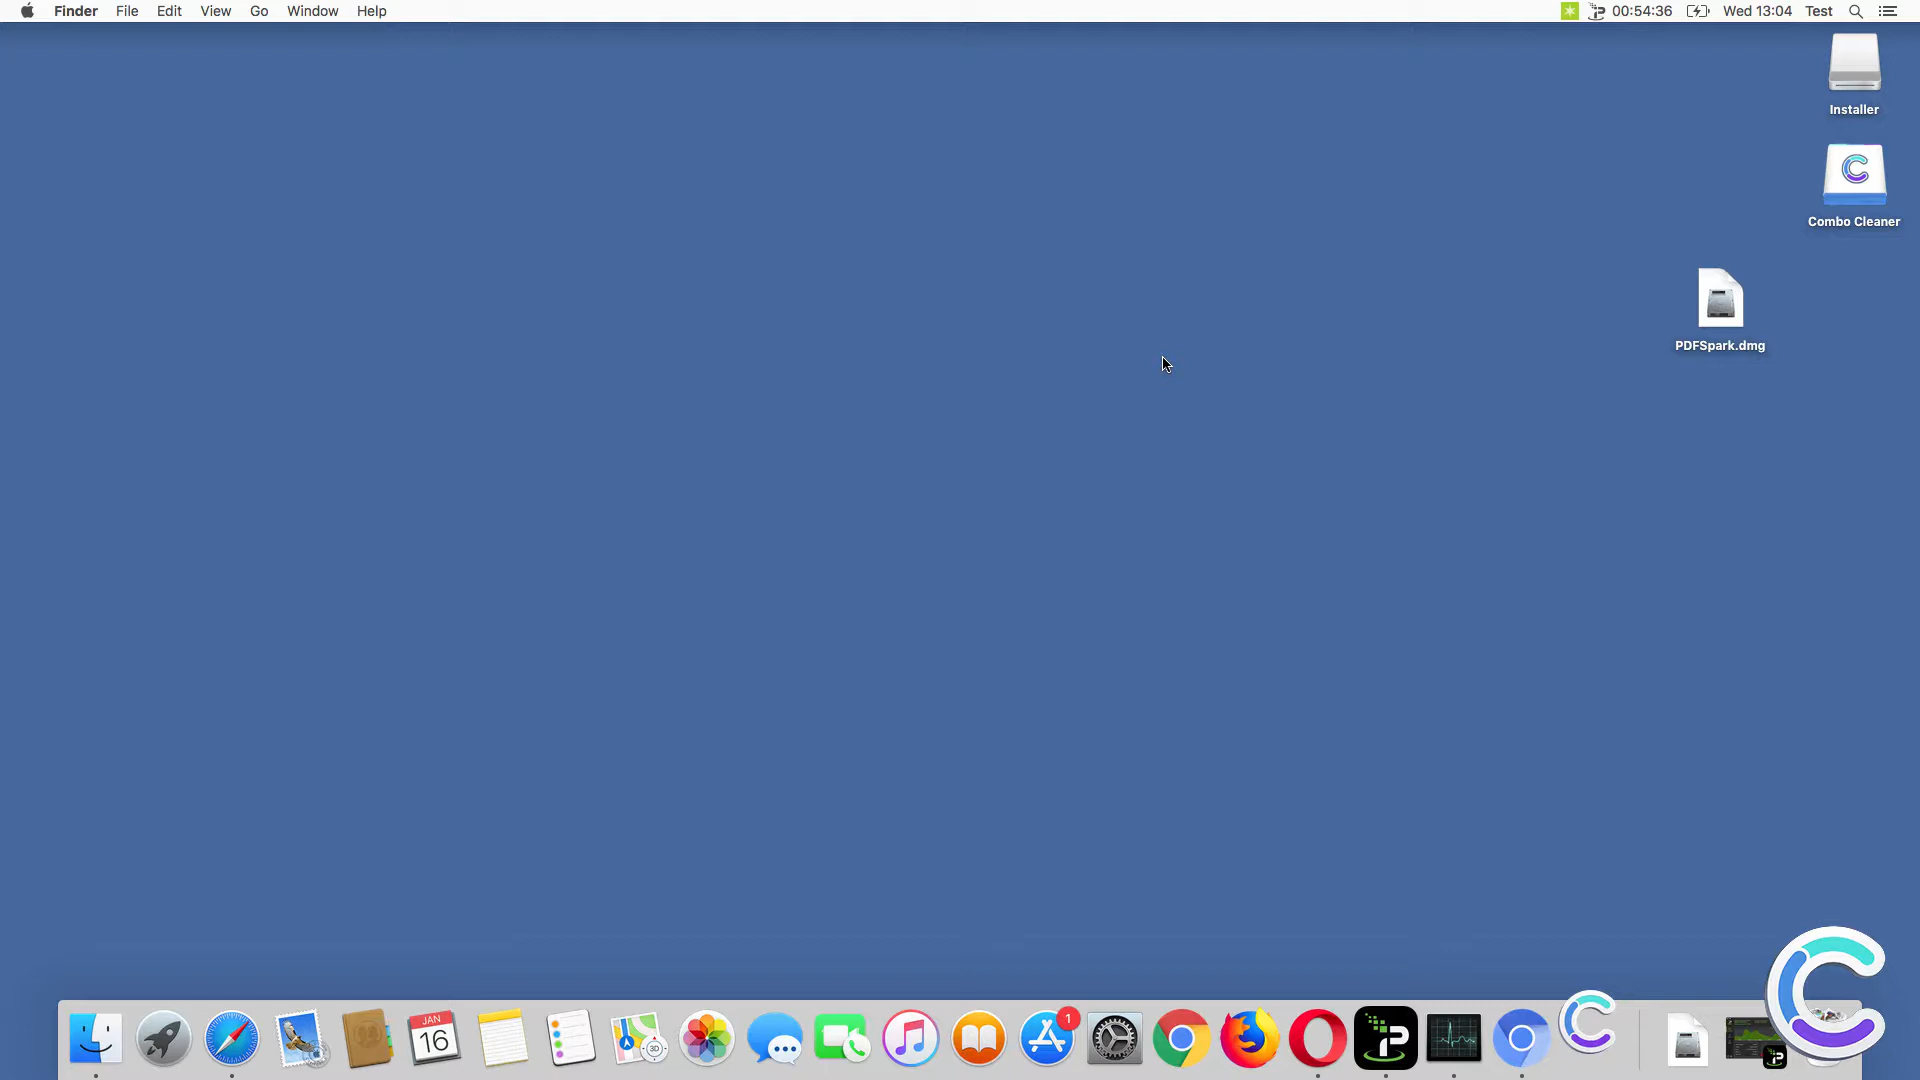 Finder File Edit View Go Window Help 00:54:36 Wed 13:04 Test
Installer
Combo Cleaner
PDFSpark.dmg
JAN
16
3D
1